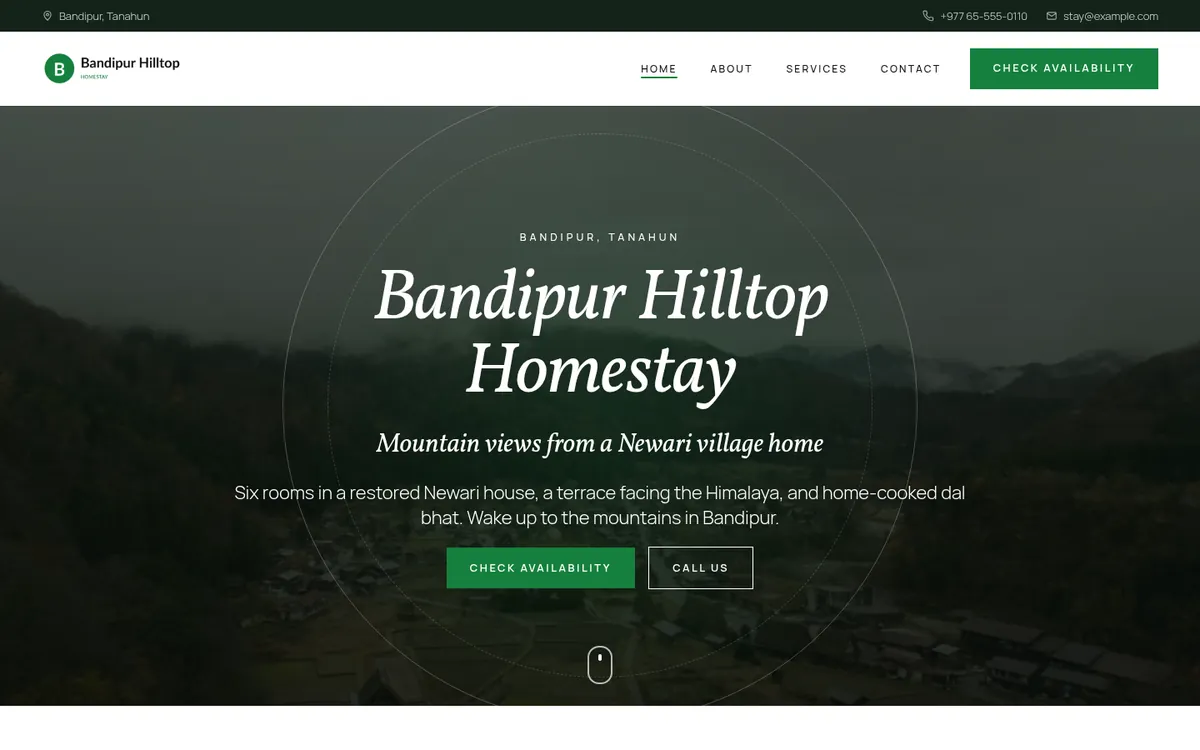 Bandipur, Tanahun
+977 65-555-0110
stay@example.com
B
Bandipur Hilltop
HOMESTAY
HOME
ABOUT
SERVICES
CONTACT
CHECK AVAILABILITY
BANDIPUR, TANAHUN
Bandipur Hilltop
Homestay
Mountain views from a Newari village home
Six rooms in a restored Newari house, a terrace facing the Himalaya, and home-cooked dal
bhat. Wake up to the mountains in Bandipur.
CHECK AVAILABILITY
CALL US